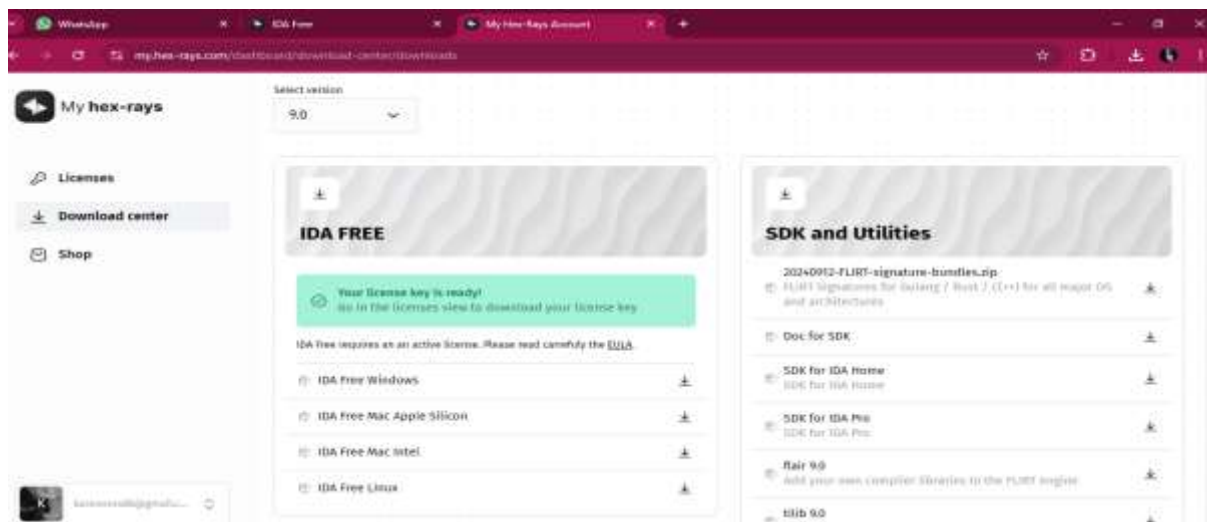 WhatsApp
IDA Free
My Hex-Rays Account
my.hex-rays.com/dashboard/download-center/downloads
My hex-rays
Select version
9.0
Licenses
Download center
Shop
IDA FREE
Your license key is ready!
Go in the licenses view to download your license key
IDA Free requires an an active license. Please read carrefuly the EULA.
IDA Free Windows
IDA Free Mac Apple Silicon
IDA Free Mac Intel
IDA Free Linux
SDK and Utilities
20240912-FLIRT-signature-bundles.zip
FLIRT Signatures for Golang / Rust / (C++) for all major OS
and architectures
Doc for SDK
SDK for IDA Home
SDK for IDA Home
SDK for IDA Pro
SDK for IDA Pro
flair 9.0
Add your own compiler libraries to the FLIRT engine
tilib 9.0
K